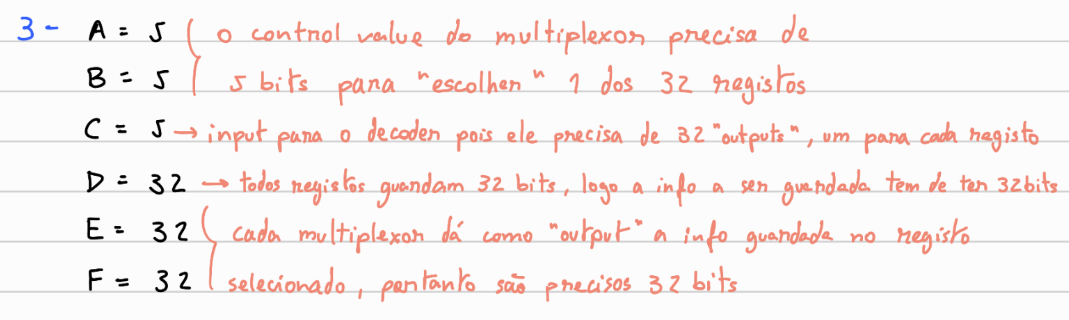 3- A = 5 ( o control value do multiplexor precisa de
B = 5 ( 5 bits para "escolher" 1 dos 32 registos
C = 5 → input para o decoder pois ele precisa de 32 "outputs", um para cada registo
D = 32 → todos registos guardam 32 bits, logo a info a ser guardada tem de ter 32bits
E = 32 ( cada multiplexor dá como "output" a info guardada no registo
F = 32 ( selecionado, portanto são precisos 32 bits